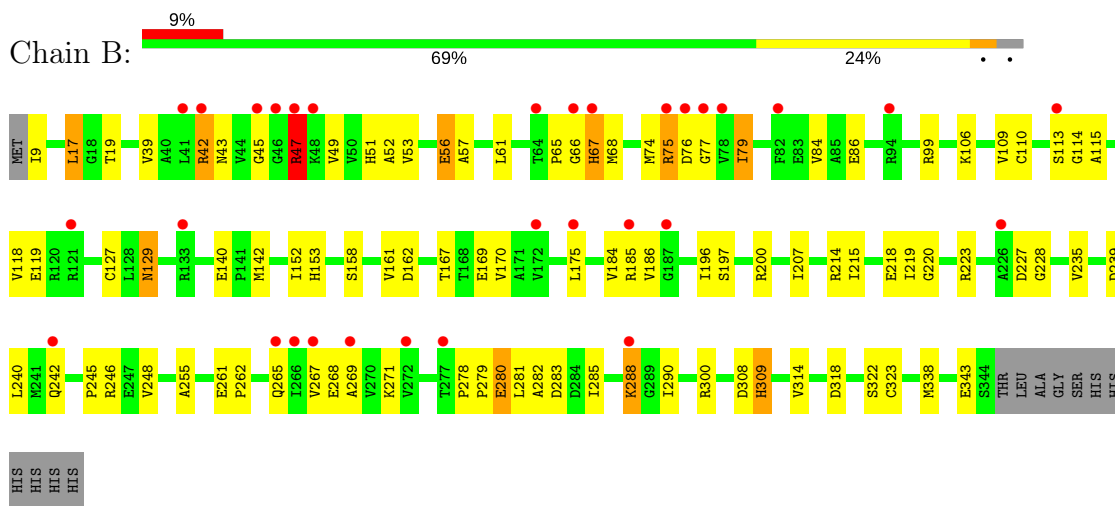 9%
Chain B:
69% 24% • •
MET I9 L17 G18 T19 V39 A40 L41 R42 N43 V44 G45 G46 R47 K48 V49 V50 H51 A52 V53 E56 A57 L61 T64 P65 G66 H67 M68 M74 R75 D76 G77 V78 I79 F82 E83 V84 A85 E86 R94 R99 K106 V109 C110 S113 G114 A115
V118 E119 R120 R121 C127 L128 N129 R133 E140 P141 M142 I152 H153 S158 V161 D162 T167 T168 E169 V170 A171 V172 L175 V184 R185 V186 G187 I196 S197 R200 I207 R214 I215 E218 I219 G220 R223 A226 D227 G228 V235
L240 M241 Q242 P245 R246 E247 V248 A255 E261 P262 Q265 I266 V267 E268 A269 V270 K271 V272 T277 P278 P279 E280 L281 A282 D283 D284 I285 K288 G289 I290 R300 D308 H309 V314 D318 S322 C323 M338 E343 S344 THR LEU ALA GLY SER HIS HIS
HIS HIS HIS HIS